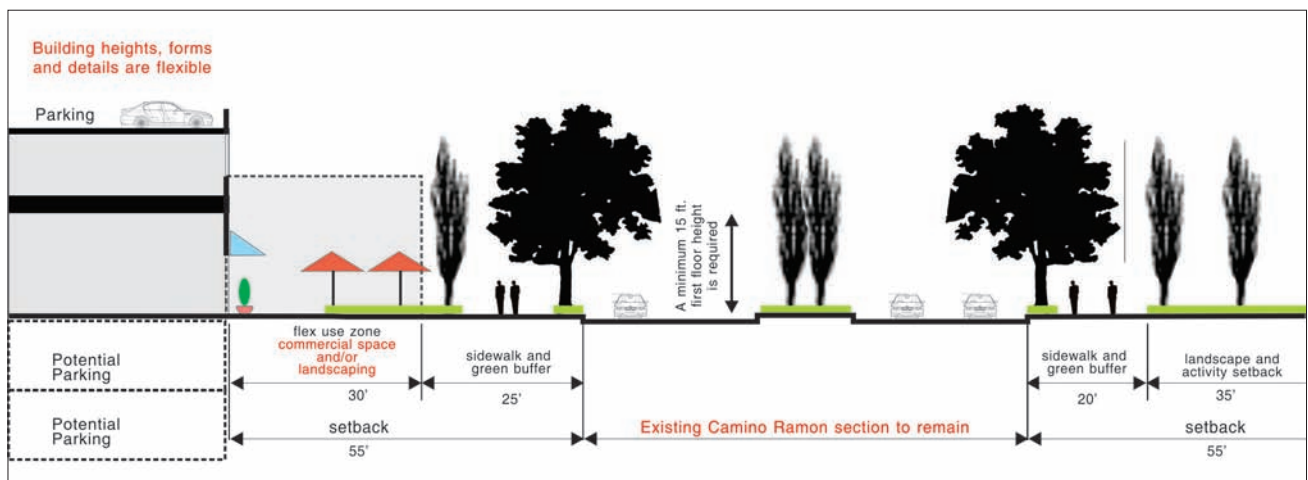 Building heights, forms
and details are flexible
Parking
A minimum 15 ft.
first floor height
is required
flex use zone
commercial space
and/or
landscaping
30'
sidewalk and
green buffer
25'
sidewalk and
green buffer
20'
landscape and
activity setback
35'
Potential
Parking
Potential
Parking
setback
55'
Existing Camino Ramon section to remain
setback
55'